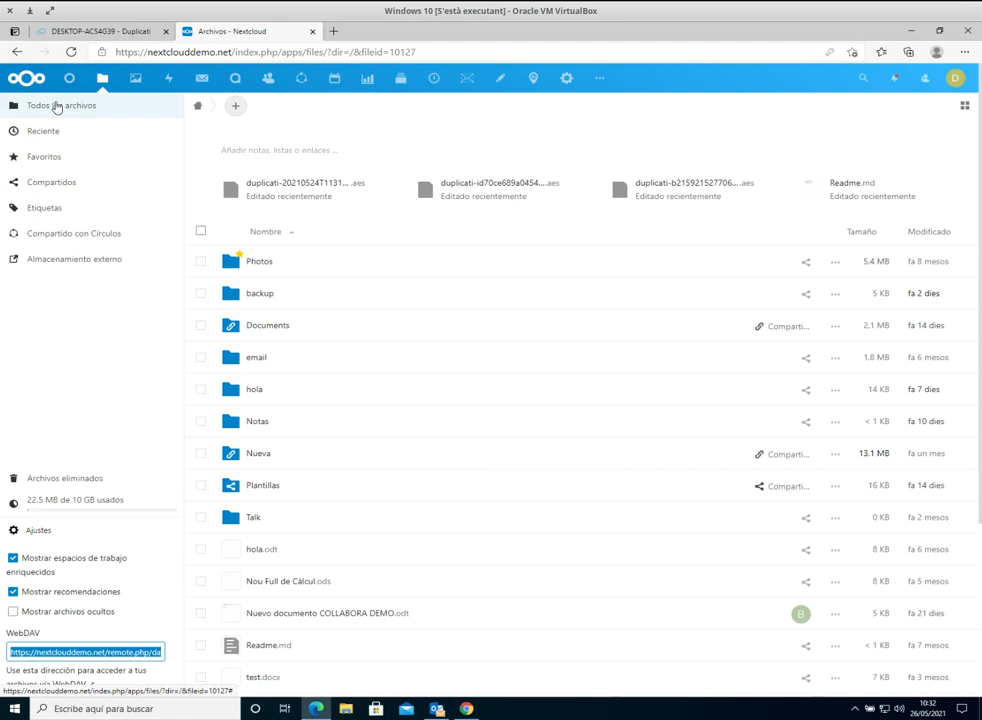 Windows 10 [S'està executant] - Oracle VM VirtualBox
DESKTOP-ACS4G39 - Duplicati
Archivos - Nextcloud
https://nextclouddemo.net/index.php/apps/files/?dir=/&fileid=10127
D
Todos archivos
Añadir notas, listas o enlaces ...
Reciente
Favoritos
Compartidos
Etiquetas
Compartido con Círculos
Almacenamiento externo
duplicati-20210524T1131... .aes
Editado recientemente
duplicati-id70ce689a0454... .aes
Editado recientemente
duplicati-b215921527706... .aes
Editado recientemente
Readme.md
Editado recientemente
Nombre Tamaño Modificado
Photos 5,4 MB fa 8 mesos
backup 5 KB fa 2 dies
Documents Comparti... 2,1 MB fa 14 dies
email 1,8 MB fa 6 mesos
hola 14 KB fa 7 dies
Notas < 1 KB fa 10 dies
Nueva Comparti... 13,1 MB fa un mes
Plantillas Comparti... 16 KB fa 14 dies
Talk 0 KB fa 2 mesos
hola.odt 8 KB fa 6 mesos
Nou Full de Càlcul.ods 8 KB fa 5 mesos
Nuevo documento COLLABORA DEMO.odt B 5 KB fa 21 dies
Readme.md < 1 KB fa 7 mesos
test.docx 7 KB fa 3 mesos
Archivos eliminados
22.5 MB de 10 GB usados
Ajustes
Mostrar espacios de trabajo
enriquecidos
Mostrar recomendaciones
Mostrar archivos ocultos
WebDAV
https://nextclouddemo.net/remote.php/da
Use esta dirección para acceder a tus
archivos vía WebDAV
https://nextclouddemo.net/index.php/apps/files/?dir=/&fileid=10127#
Escribe aquí para buscar
10:32
26/05/2021